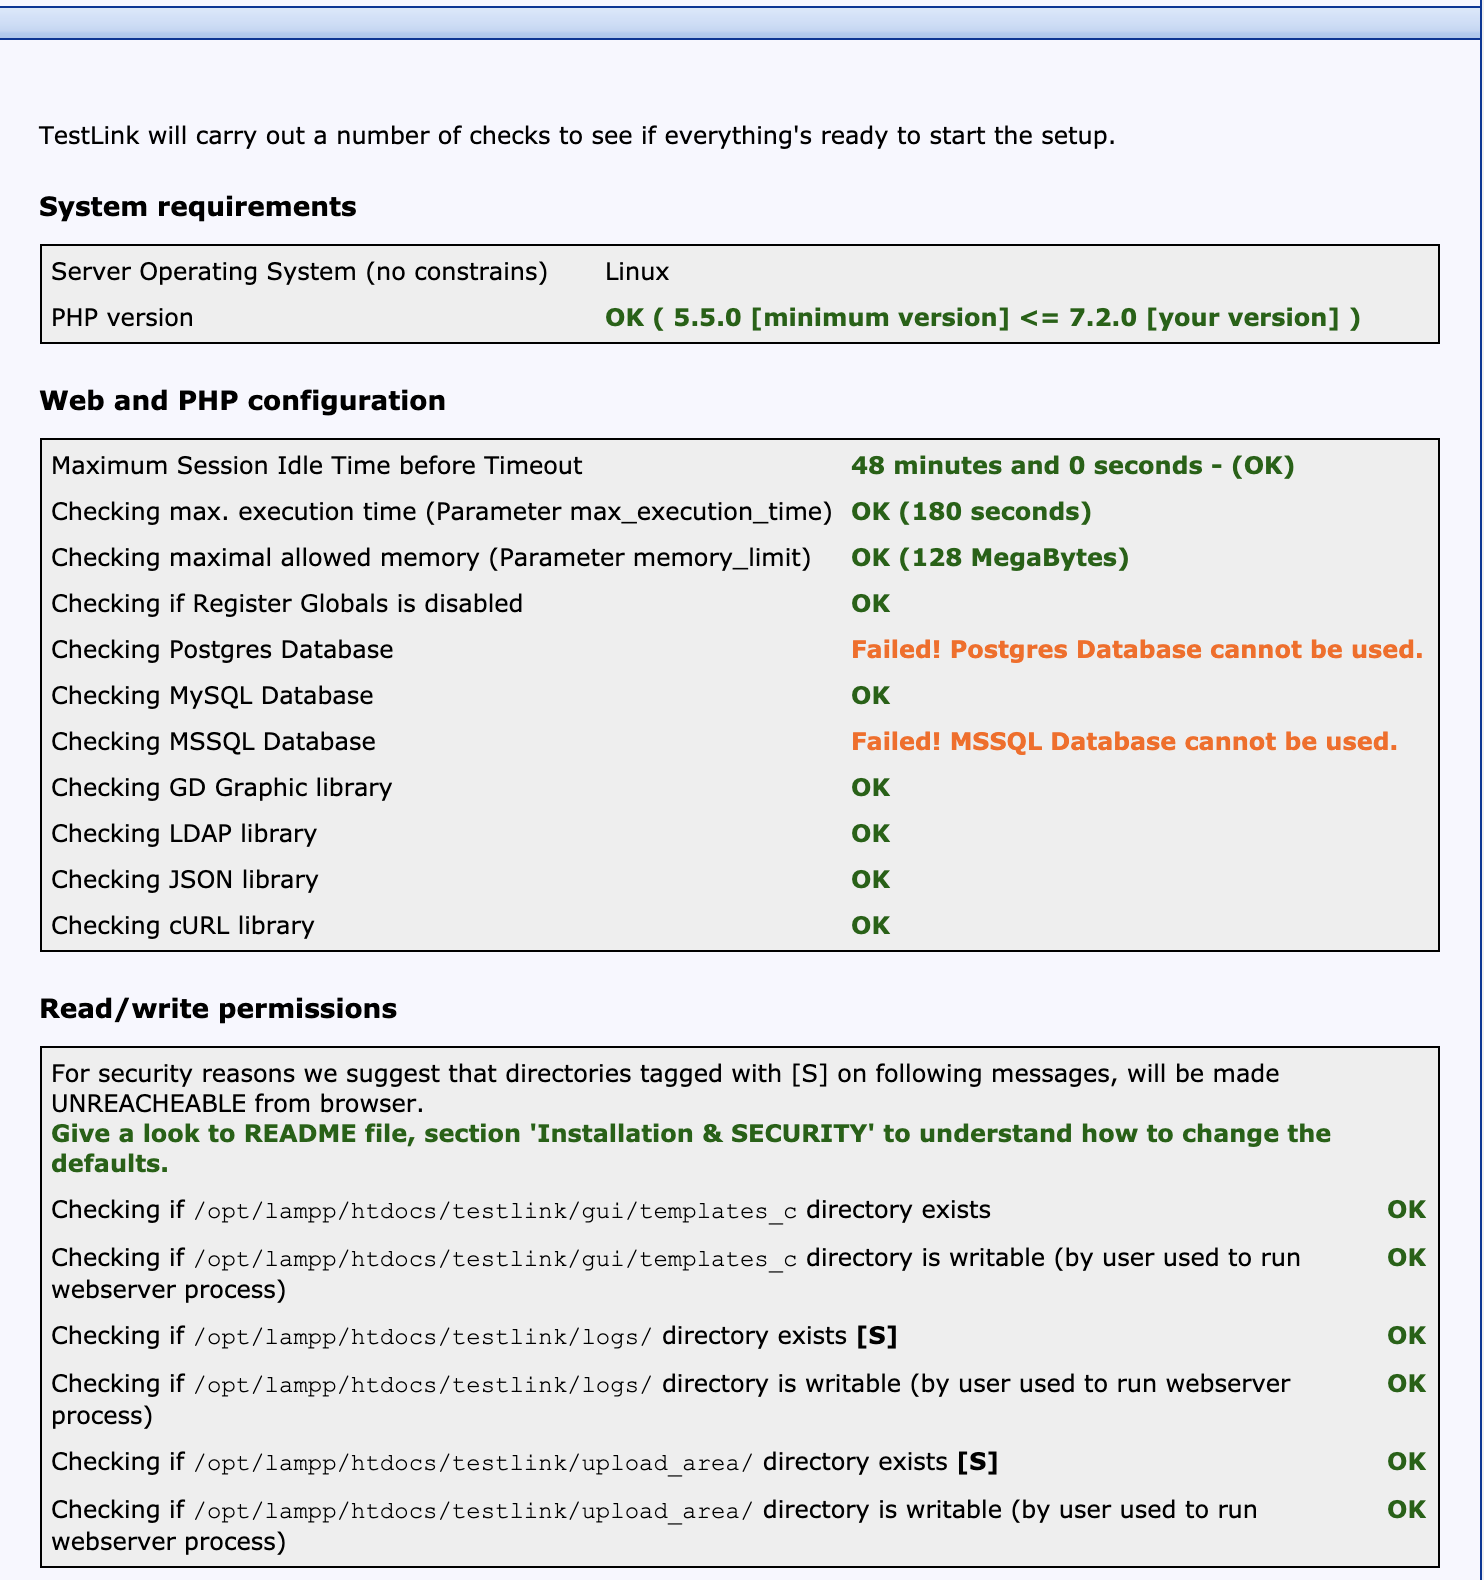 TestLink will carry out a number of checks to see if everything's ready to start the setup.
System requirements
Server Operating System (no constrains) Linux
PHP version OK ( 5.5.0 [minimum version] <= 7.2.0 [your version] )
Web and PHP configuration
Maximum Session Idle Time before Timeout 48 minutes and 0 seconds - (OK)
Checking max. execution time (Parameter max_execution_time) OK (180 seconds)
Checking maximal allowed memory (Parameter memory_limit) OK (128 MegaBytes)
Checking if Register Globals is disabled OK
Checking Postgres Database Failed! Postgres Database cannot be used.
Checking MySQL Database OK
Checking MSSQL Database Failed! MSSQL Database cannot be used.
Checking GD Graphic library OK
Checking LDAP library OK
Checking JSON library OK
Checking cURL library OK
Read/write permissions
For security reasons we suggest that directories tagged with [S] on following messages, will be made
UNREACHEABLE from browser.
Give a look to README file, section 'Installation & SECURITY' to understand how to change the
defaults.
Checking if /opt/lampp/htdocs/testlink/gui/templates_c directory exists OK
Checking if /opt/lampp/htdocs/testlink/gui/templates_c directory is writable (by user used to run OK
webserver process)
Checking if /opt/lampp/htdocs/testlink/logs/ directory exists [S] OK
Checking if /opt/lampp/htdocs/testlink/logs/ directory is writable (by user used to run webserver OK
process)
Checking if /opt/lampp/htdocs/testlink/upload_area/ directory exists [S] OK
Checking if /opt/lampp/htdocs/testlink/upload_area/ directory is writable (by user used to run OK
webserver process)